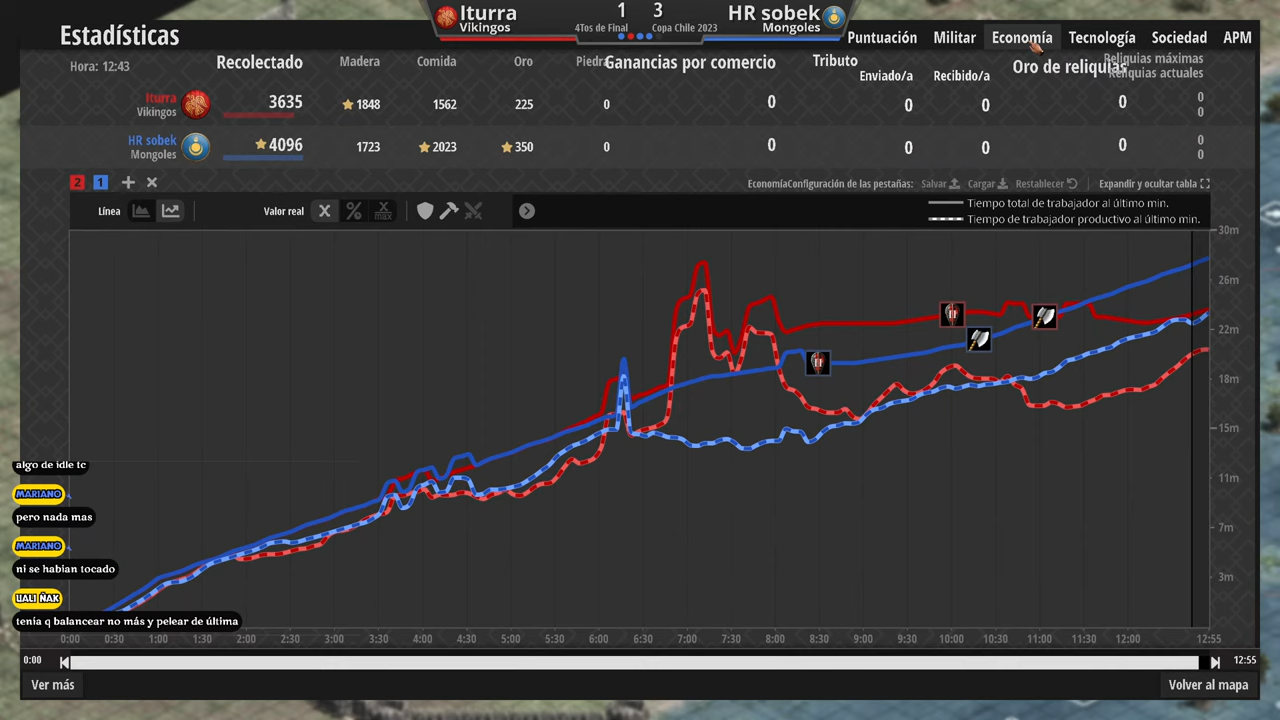 Iturra
Vikingos
1 3
4Tos de Final Copa Chile 2023
HR sobek
Mongoles
Estadísticas
Puntuación Militar Economía Tecnología Sociedad APM
Hora: 12:43
Recolectado Madera Comida Oro Piedra Ganancias por comercio Tributo Enviado/a Recibido/a Oro de reliquias Reliquias máximas
Reliquias actuales
Iturra
Vikingos
3635 1848 1562 225 0 0 0 0 0 0
0
HR sobek
Mongoles
4096 1723 2023 350 0 0 0 0 0 0
0
2 1 + ×
EconomíaConfiguración de las pestañas: Salvar Cargar Restablecer Expandir y ocultar tabla
Línea Valor real X % X/max
Tiempo total de trabajador al último min.
Tiempo de trabajador productivo al último min.
30m
26m
22m
18m
15m
11m
7m
3m
II
II
algo de idle tc
MARIANO
pero nada mas
MARIANO
ni se habian tocado
UALI ÑAK
tenia q balancear no más y pelear de última
0:00 0:30 1:00 1:30 2:00 2:30 3:00 3:30 4:00 4:30 5:00 5:30 6:00 6:30 7:00 7:30 8:00 8:30 9:00 9:30 10:00 10:30 11:00 11:30 12:00 12:55
0:00 12:55
Ver más Volver al mapa